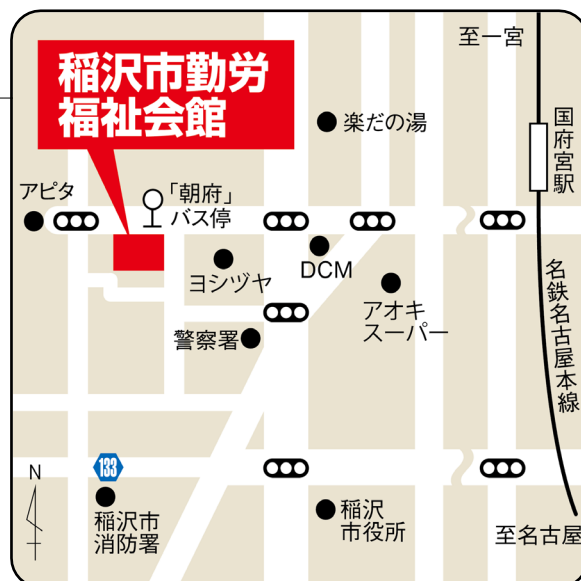 至一宮
稲沢市勤労
福祉会館
楽だの湯
国府宮駅
アピタ
「朝府」
バス停
ヨシヅヤ
DCM
アオキ
スーパー
名鉄名古屋本線
警察署
133
N
稲沢市
消防署
稲沢
市役所
至名古屋